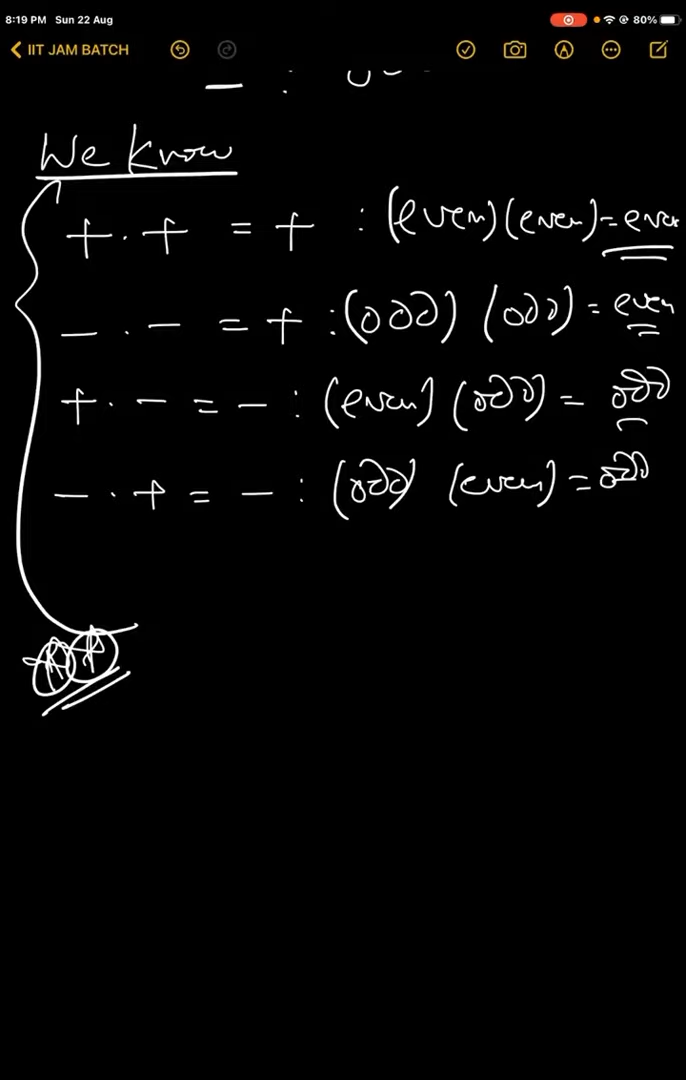 8:19 PM Sun 22 Aug 80%
IIT JAM BATCH
We Know
+ . + = + : (even) (even) = even
- . - = + : (odd) (odd) = even
+ . - = - : (even) (odd) = odd
- . + = - : (odd) (even) = odd